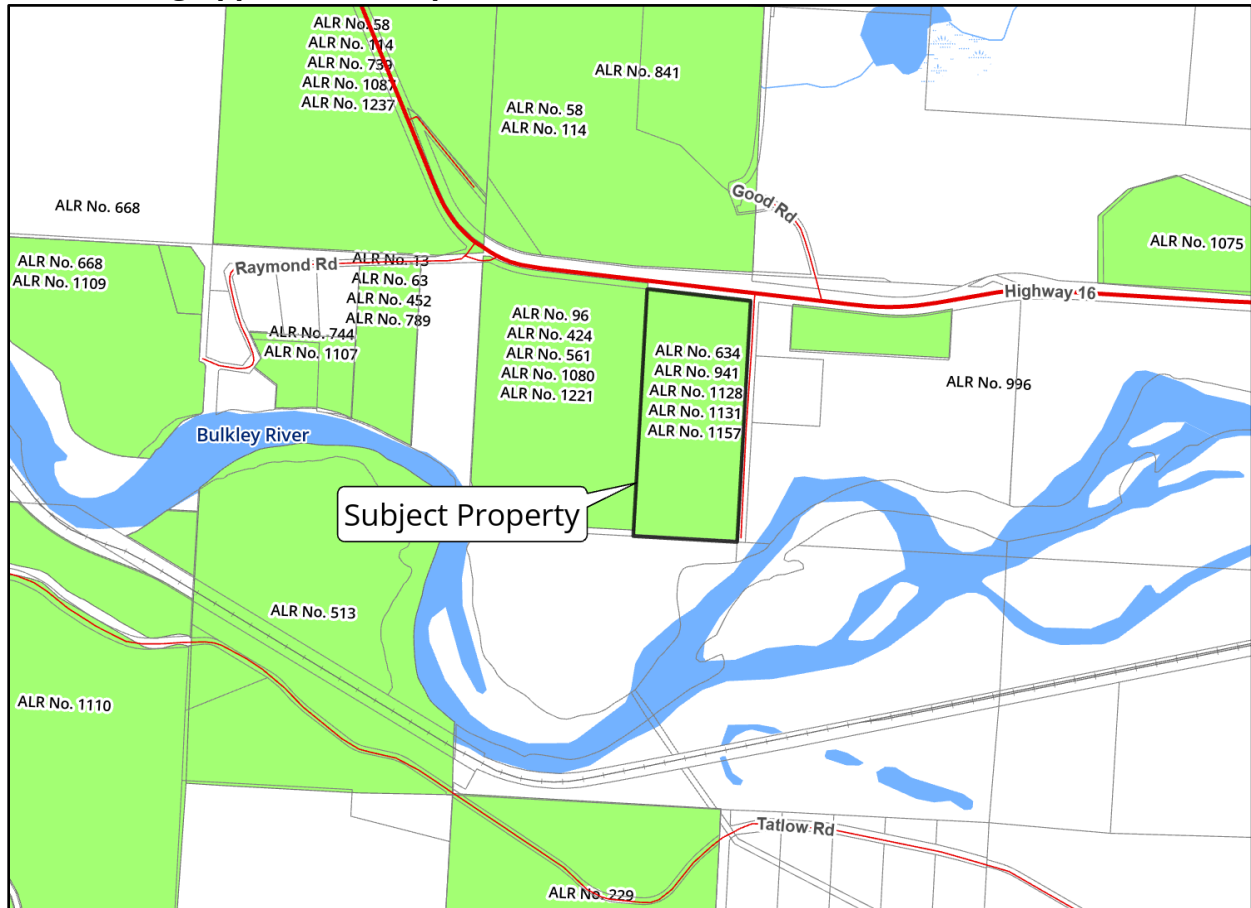 ALR No. 58
ALR No. 114
ALR No. 739
ALR No. 1087
ALR No. 1237
ALR No. 841
ALR No. 58
ALR No. 114
Good Rd
ALR No. 668
ALR No. 1075
ALR No. 668
ALR No. 1109
Raymond Rd
ALR No. 13
ALR No. 63
ALR No. 452
ALR No. 789
Highway 16
ALR No. 744
ALR No. 1107
ALR No. 96
ALR No. 424
ALR No. 561
ALR No. 1080
ALR No. 1221
ALR No. 634
ALR No. 941
ALR No. 1128
ALR No. 1131
ALR No. 1157
ALR No. 996
Bulkley River
Subject Property
ALR No. 513
ALR No. 1110
Tatlow Rd
ALR No. 229